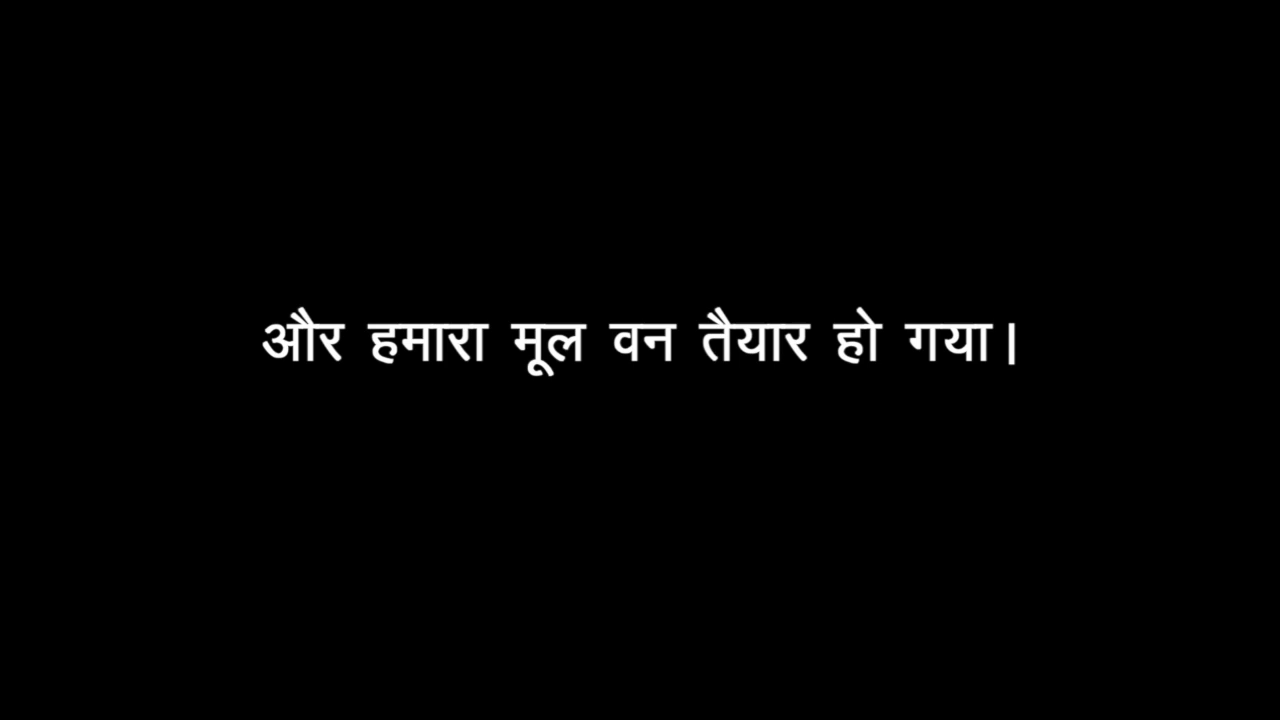 और हमारा मूल वन तैयार हो गया।